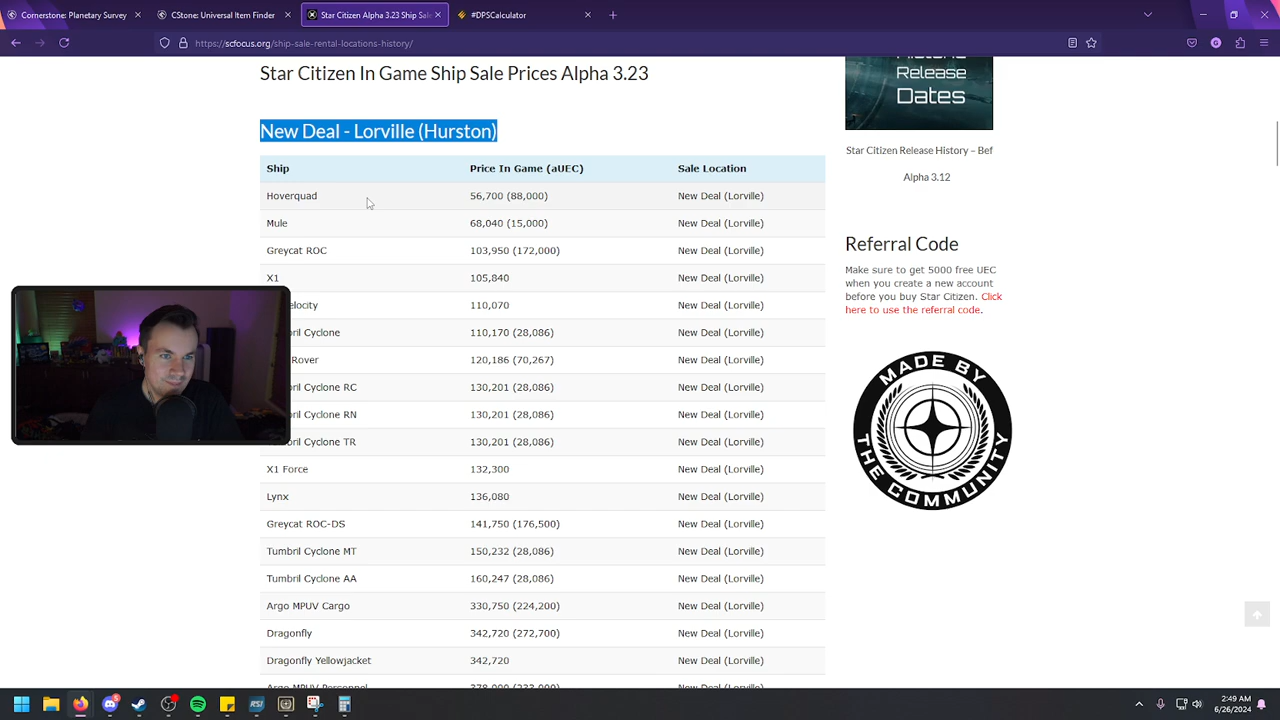 Cornerstone: Planetary Survey
CStone: Universal Item Finder
Star Citizen Alpha 3.23 Ship Sale
#DPSCalculator
https://scfocus.org/ship-sale-rental-locations-history/
Star Citizen In Game Ship Sale Prices Alpha 3.23
New Deal - Lorville (Hurston)
Ship Price In Game (aUEC) Sale Location
Hoverquad 56,700 (88,000) New Deal (Lorville)
Mule 68,040 (15,000) New Deal (Lorville)
Greycat ROC 103,950 (172,000) New Deal (Lorville)
X1 105,840 New Deal (Lorville)
elocity 110,070 New Deal (Lorville)
bril Cyclone 110,170 (28,086) New Deal (Lorville)
Rover 120,186 (70,267) New Deal (Lorville)
bril Cyclone RC 130,201 (28,086) New Deal (Lorville)
bril Cyclone RN 130,201 (28,086) New Deal (Lorville)
bril Cyclone TR 130,201 (28,086) New Deal (Lorville)
X1 Force 132,300 New Deal (Lorville)
Lynx 136,080 New Deal (Lorville)
Greycat ROC-DS 141,750 (176,500) New Deal (Lorville)
Tumbril Cyclone MT 150,232 (28,086) New Deal (Lorville)
Tumbril Cyclone AA 160,247 (28,086) New Deal (Lorville)
Argo MPUV Cargo 330,750 (224,200) New Deal (Lorville)
Dragonfly 342,720 (272,700) New Deal (Lorville)
Dragonfly Yellowjacket 342,720 New Deal (Lorville)
Release
Dates
Star Citizen Release History – Bef
Alpha 3.12
Referral Code
Make sure to get 5000 free UEC
when you create a new account
before you buy Star Citizen. Click
here to use the referral code.
MADE BY
THE COMMUNITY
RSI
2:49 AM
6/26/2024